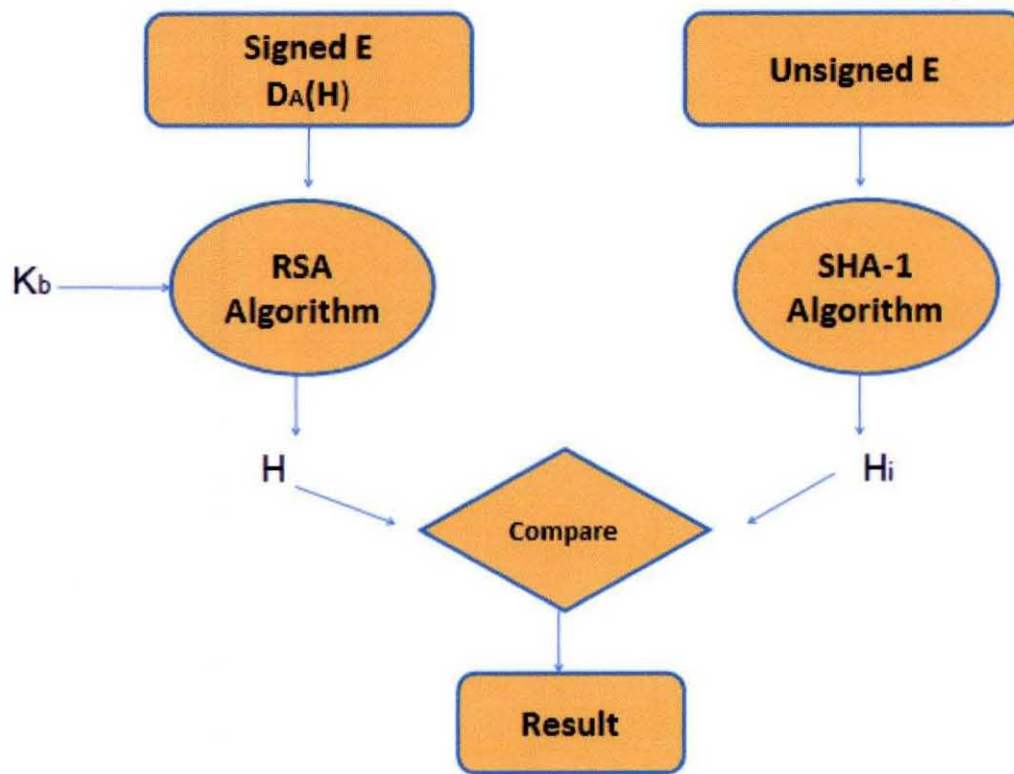 Signed E
DA(H)
Unsigned E
RSA
Algorithm
SHA-1
Algorithm
Kb
H
Hi
Compare
Result